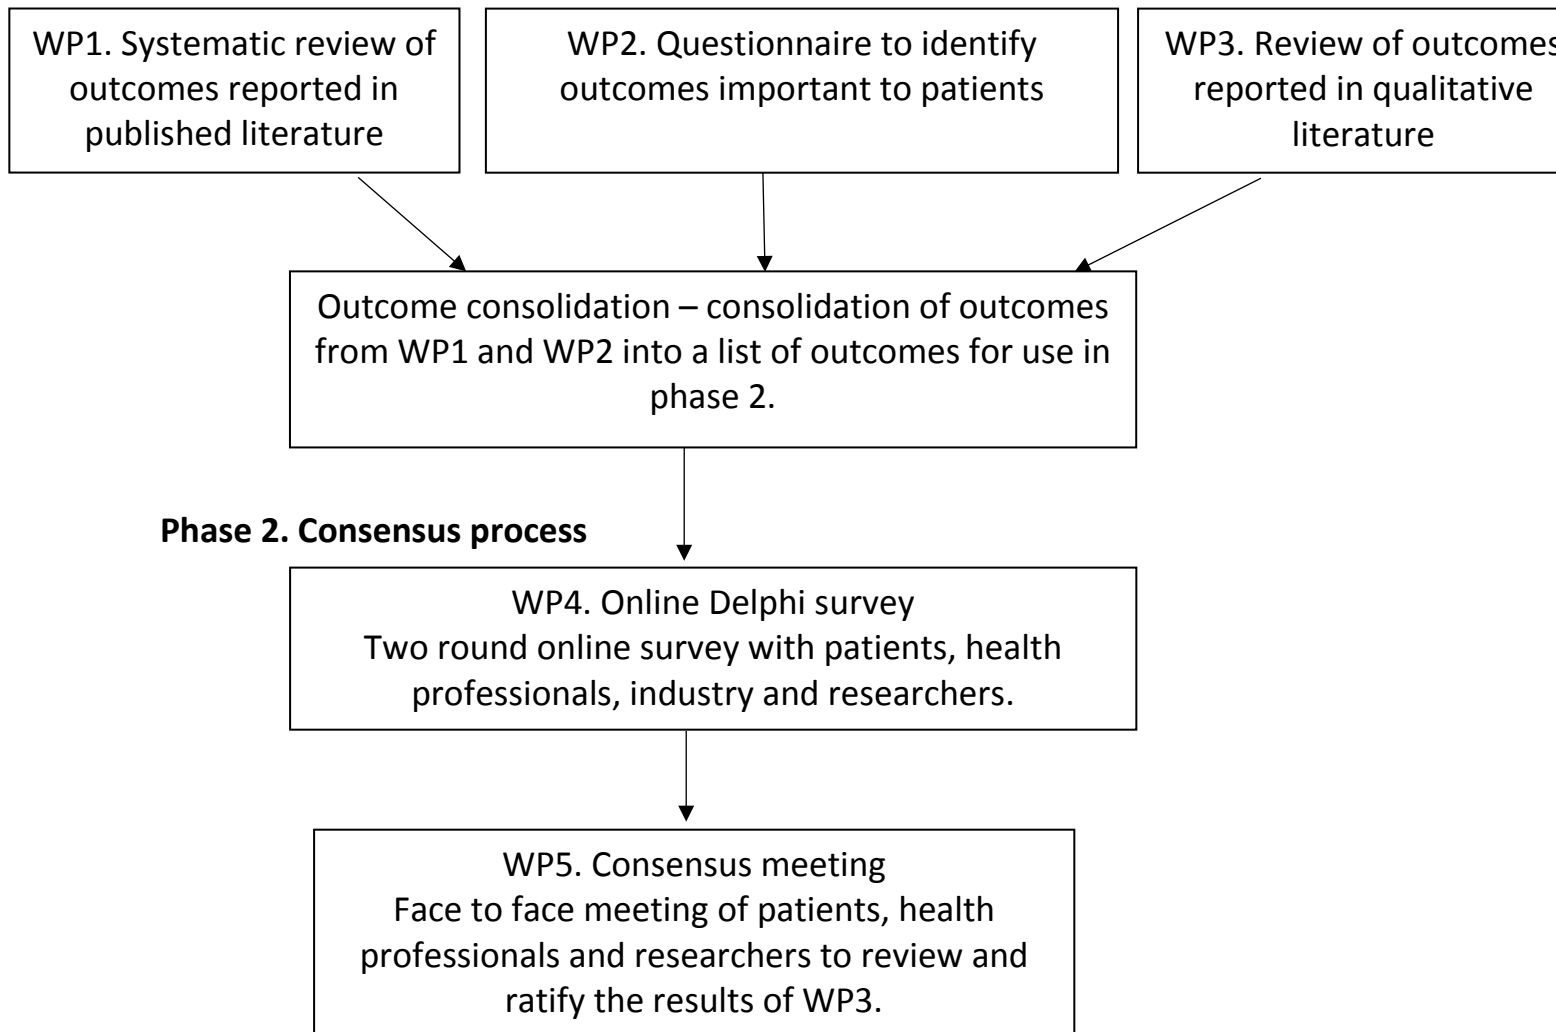 WP1. Systematic review of
outcomes reported in
published literature
WP2. Questionnaire to identify
outcomes important to patients
WP3. Review of outcomes
reported in qualitative
literature
Outcome consolidation – consolidation of outcomes
from WP1 and WP2 into a list of outcomes for use in
phase 2.
Phase 2. Consensus process
WP4. Online Delphi survey
Two round online survey with patients, health
professionals, industry and researchers.
WP5. Consensus meeting
Face to face meeting of patients, health
professionals and researchers to review and
ratify the results of WP3.